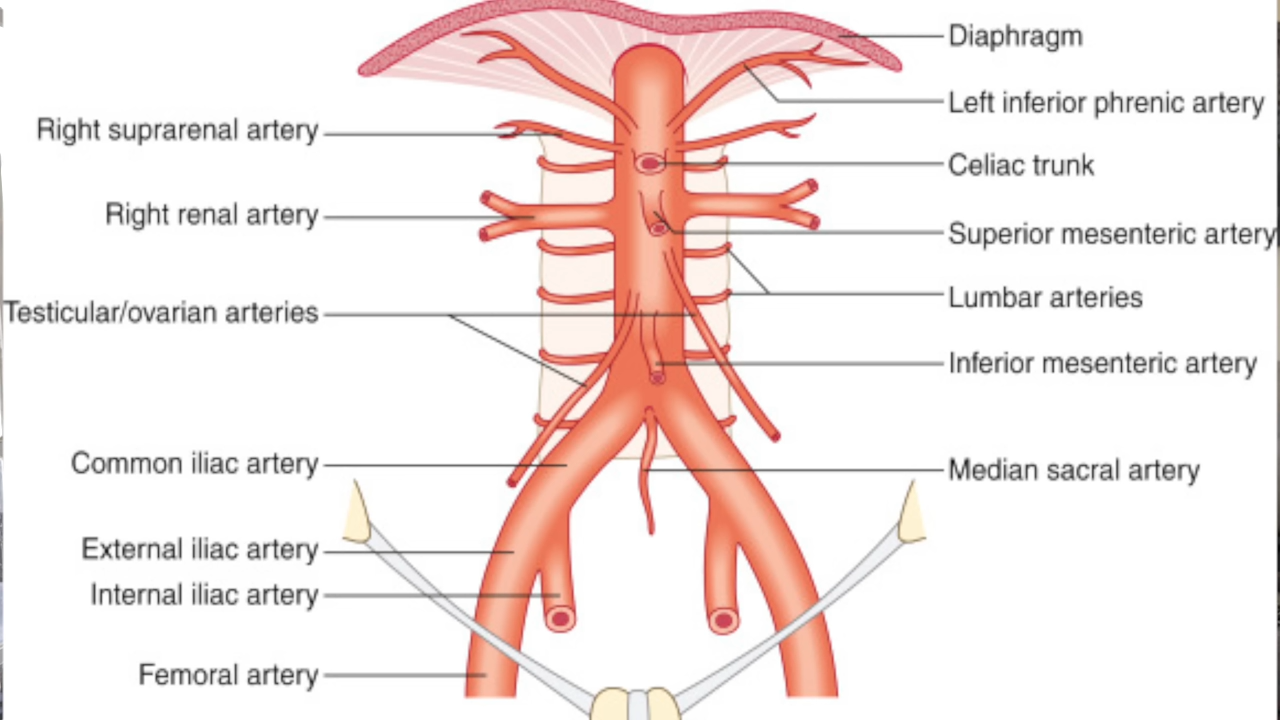 Diaphragm
Left inferior phrenic artery
Right suprarenal artery
Celiac trunk
Right renal artery
Superior mesenteric artery
Lumbar arteries
Testicular/ovarian arteries
Inferior mesenteric artery
Common iliac artery
Median sacral artery
External iliac artery
Internal iliac artery
Femoral artery